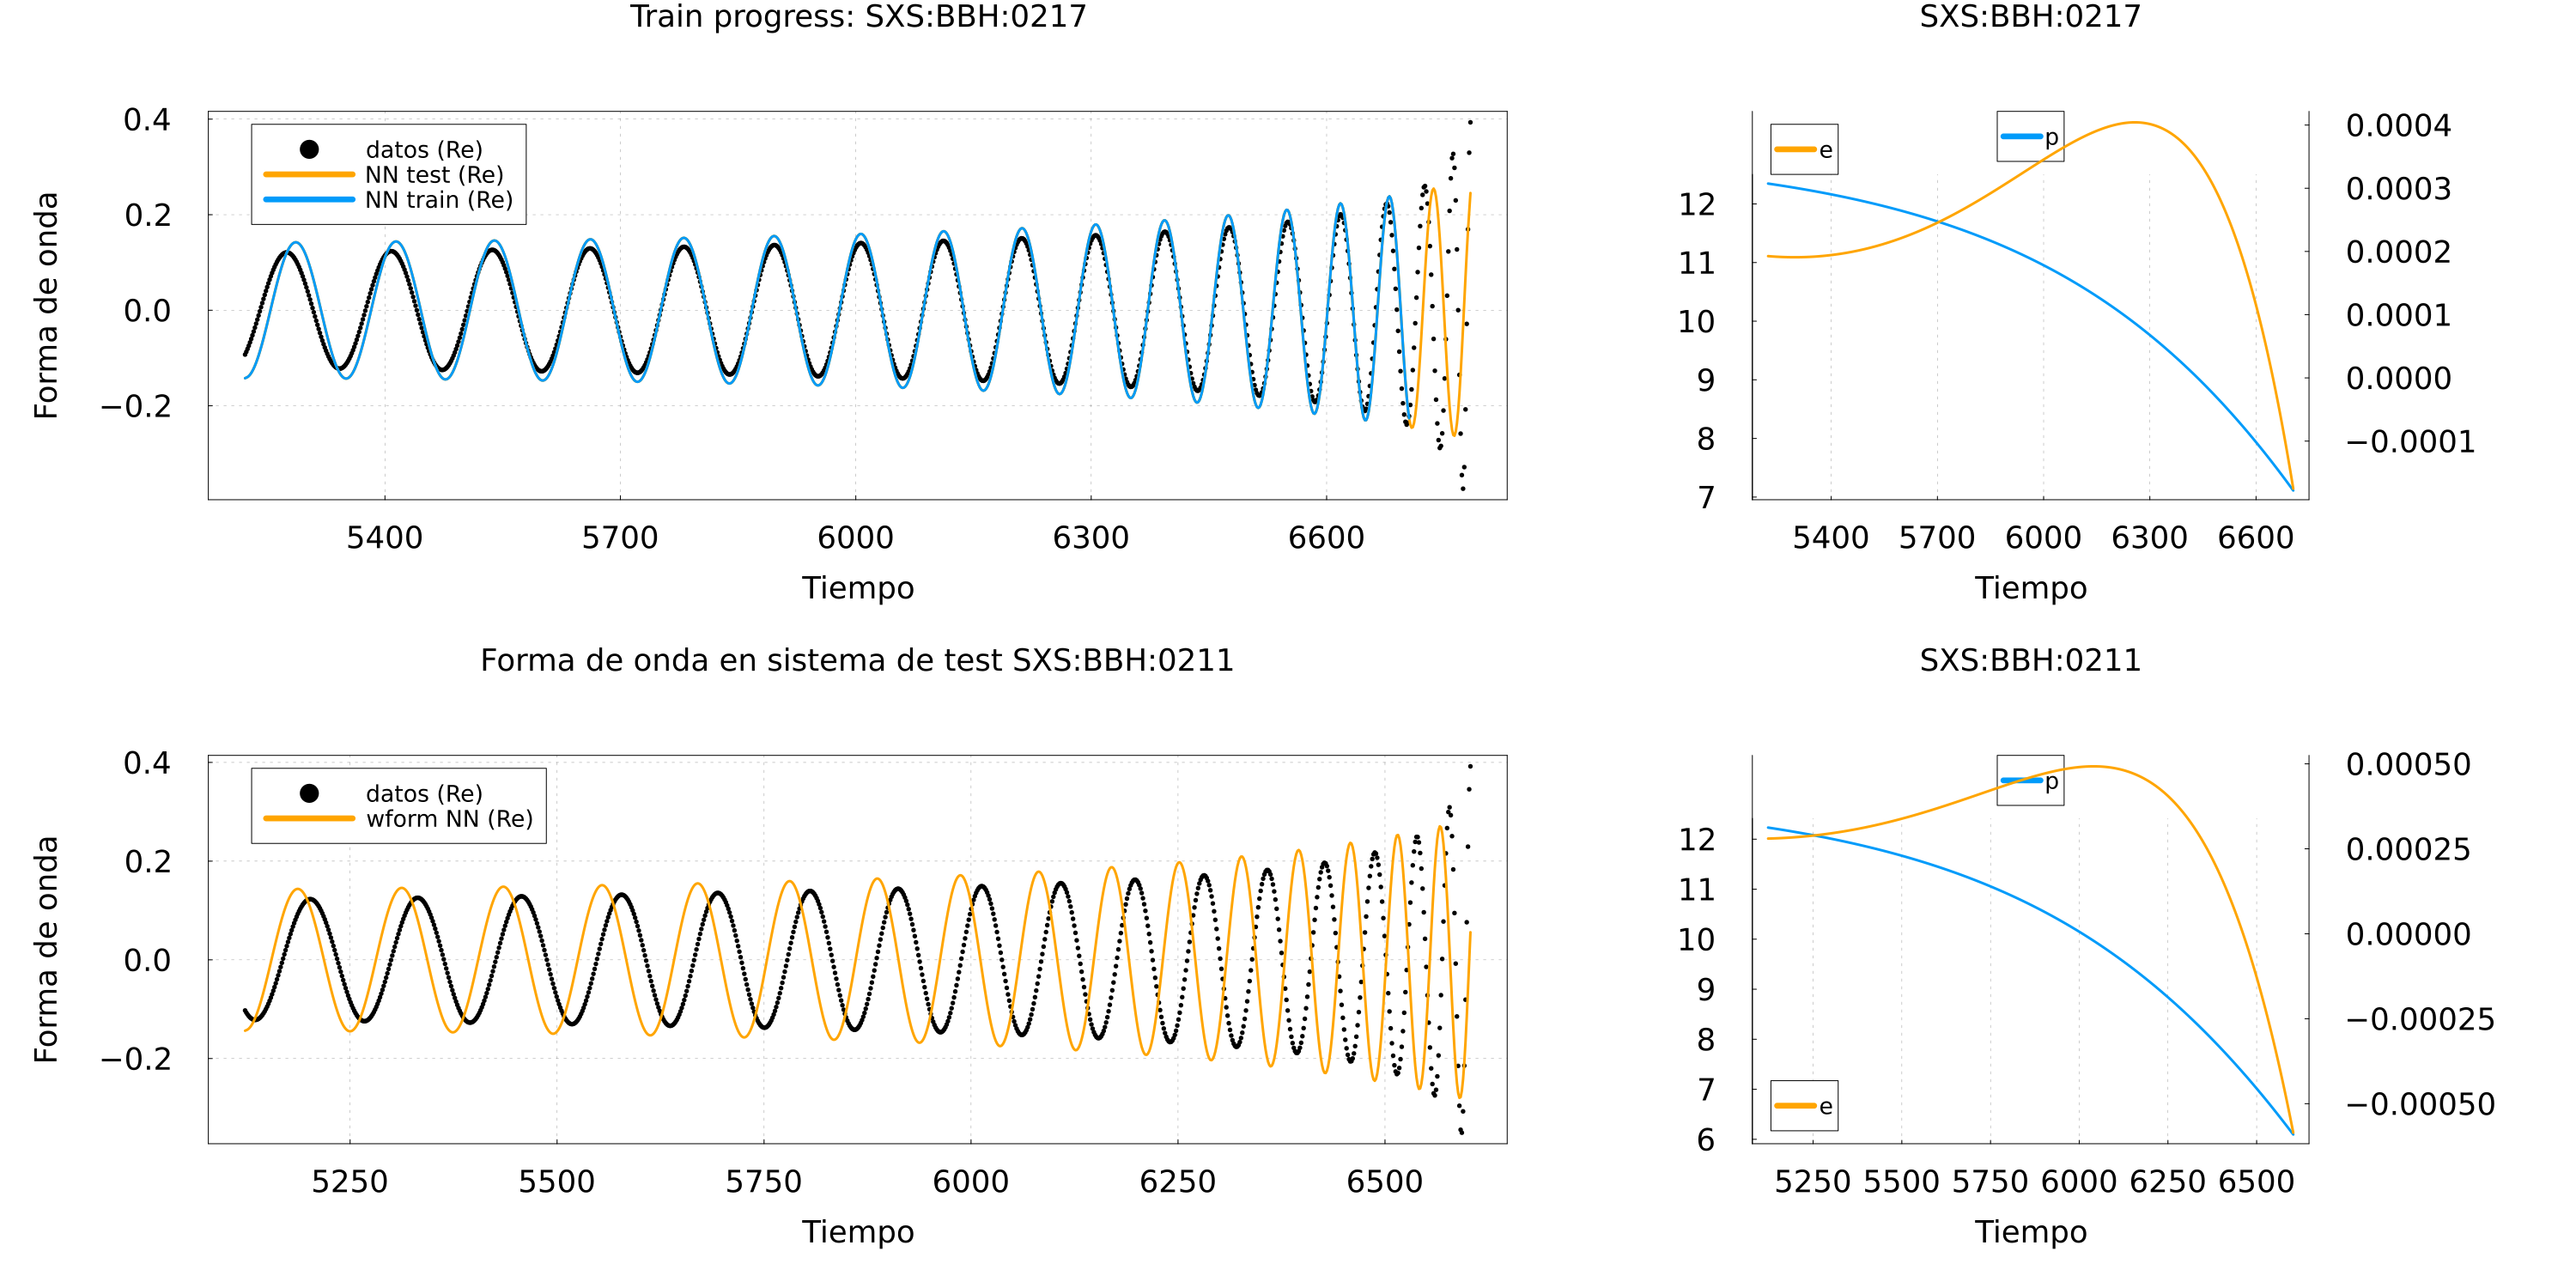 Train progress: SXS:BBH:0217
0.4
0.2
0.0
−0.2
Forma de onda
datos (Re)
NN test (Re)
NN train (Re)
5400 5700 6000 6300 6600
Tiempo
SXS:BBH:0217
12
11
10
9
8
7
e
p
0.0004
0.0003
0.0002
0.0001
0.0000
−0.0001
5400 5700 6000 6300 6600
Tiempo
Forma de onda en sistema de test SXS:BBH:0211
0.4
0.2
0.0
−0.2
Forma de onda
datos (Re)
wform NN (Re)
5250 5500 5750 6000 6250 6500
Tiempo
SXS:BBH:0211
12
11
10
9
8
7
6
p
e
0.00050
0.00025
0.00000
−0.00025
−0.00050
5250 5500 5750 6000 6250 6500
Tiempo